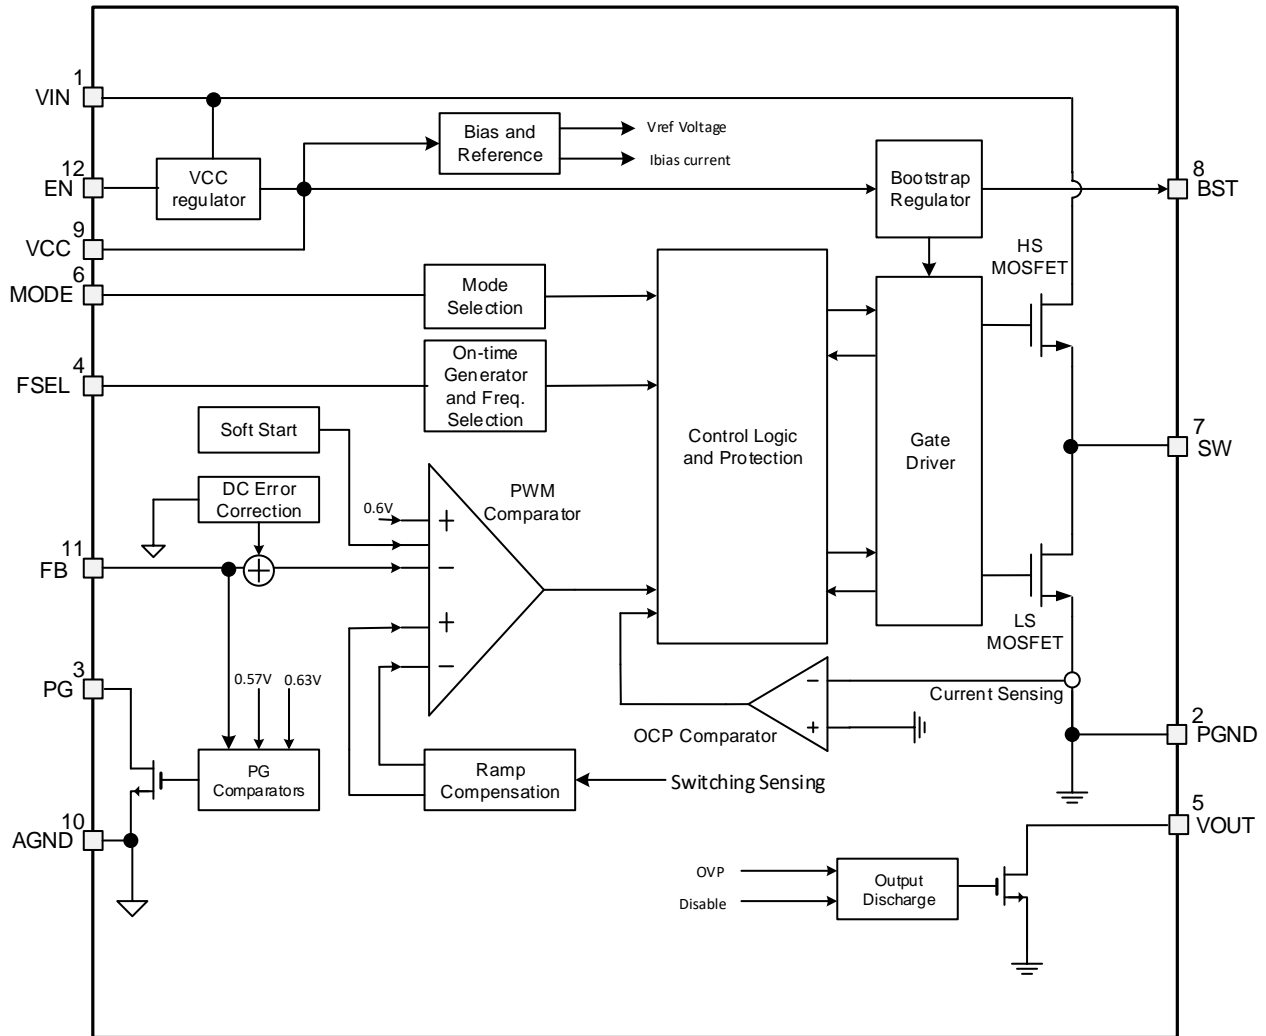 1
VIN
12
EN
9
VCC
6
MODE
4
FSEL
11
FB
3
PG
10
AGND
VCC
regulator
Bias and
Reference
Vref Voltage
Ibias current
Bootstrap
Regulator
8
BST
HS
MOSFET
Mode
Selection
On-time
Generator
and Freq.
Selection
Soft Start
DC Error
Correction
0.6V
PWM
Comparator
+
−
+
−
+
Control Logic
and Protection
Gate
Driver
7
SW
LS
MOSFET
Current Sensing
−
+
OCP Comparator
2
PGND
0.57V
0.63V
PG
Comparators
Ramp
Compensation
Switching Sensing
5
VOUT
OVP
Disable
Output
Discharge